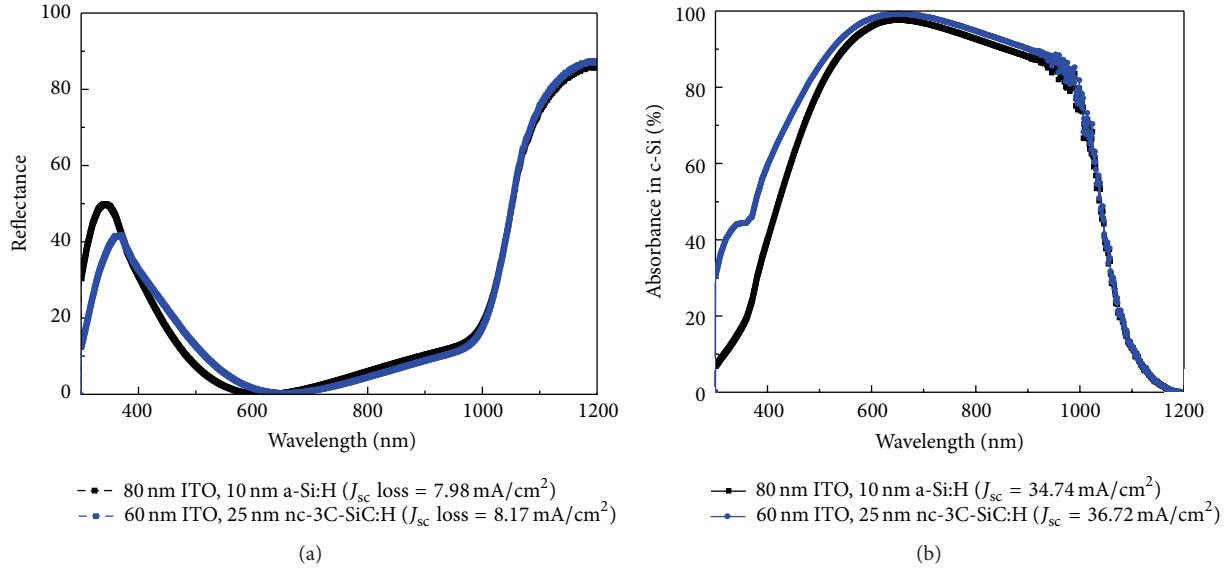 100
80
60
40
20
0
Reflectance
400
600
800
1000
1200
Wavelength (nm)
80 nm ITO, 10 nm a-Si:H (Jsc loss = 7.98 mA/cm²)
60 nm ITO, 25 nm nc-3C-SiC:H (Jsc loss = 8.17 mA/cm²)
(a)
100
80
60
40
20
0
Absorbance in c-Si (%)
400
600
800
1000
1200
Wavelength (nm)
80 nm ITO, 10 nm a-Si:H (Jsc = 34.74 mA/cm²)
60 nm ITO, 25 nm nc-3C-SiC:H (Jsc = 36.72 mA/cm²)
(b)